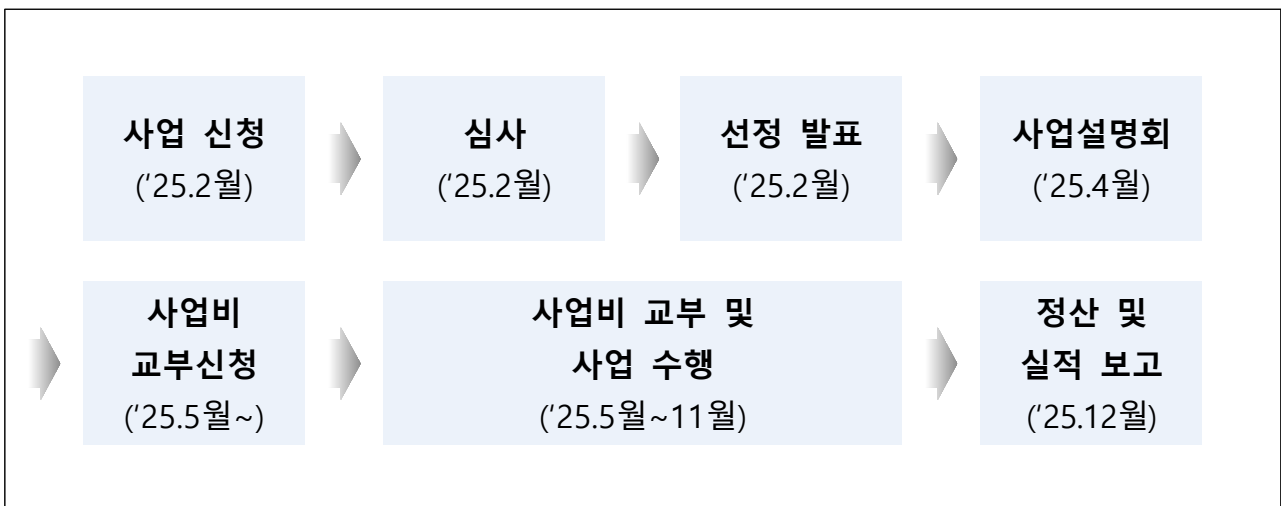 사업 신청
(‘25.2월)
심사
(‘25.2월)
선정 발표
(‘25.2월)
사업설명회
(‘25.4월)
사업비
교부신청
(‘25.5월~)
사업비 교부 및
사업 수행
(‘25.5월~11월)
정산 및
실적 보고
(‘25.12월)